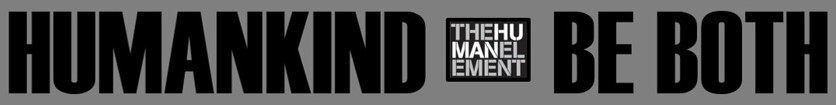 HUMANKIND BE BOTH
THEHU
MANEL
EMENT